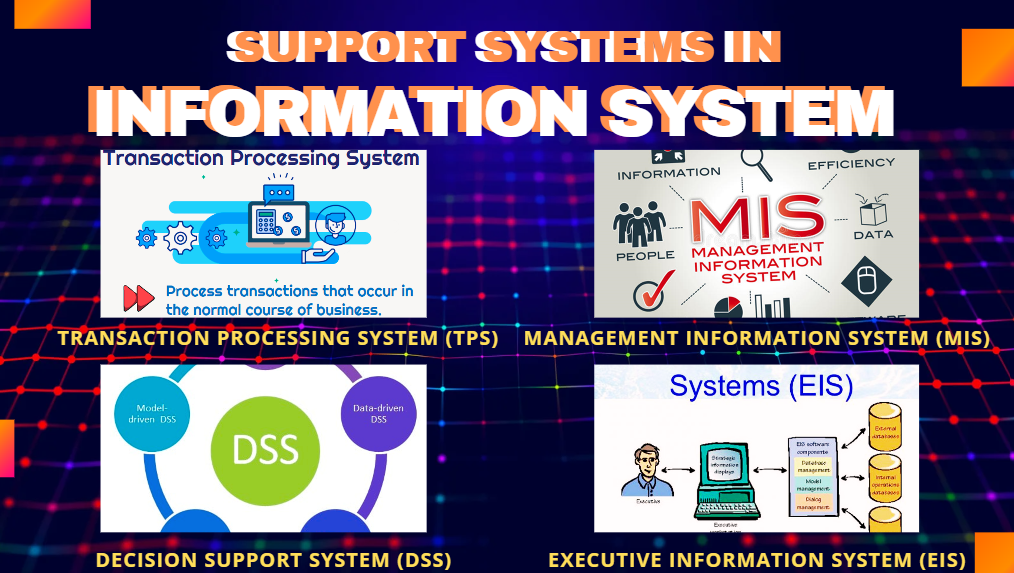 SUPPORT SYSTEMS IN
INFORMATION SYSTEM
Transaction Processing System
Process transactions that occur in
the normal course of business.
TRANSACTION PROCESSING SYSTEM (TPS)
INFORMATION
EFFICIENCY
PEOPLE
DATA
MIS
MANAGEMENT
INFORMATION
SYSTEM
MANAGEMENT INFORMATION SYSTEM (MIS)
Model-
driven DSS
Data-driven
DSS
DSS
DECISION SUPPORT SYSTEM (DSS)
Systems (EIS)
Executive
Strategic
information
displays
Executive
EIS software
components
Database
management
Model
management
Dialog
management
External
databases
Internal
operations
databases
EXECUTIVE INFORMATION SYSTEM (EIS)